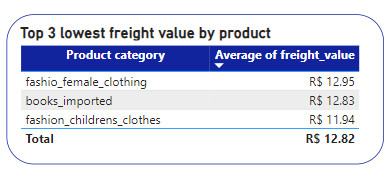 Top 3 lowest freight value by product
Product category Average of freight_value
fashio_female_clothing R$ 12.95
books_imported R$ 12.83
fashion_childrens_clothes R$ 11.94
Total R$ 12.82